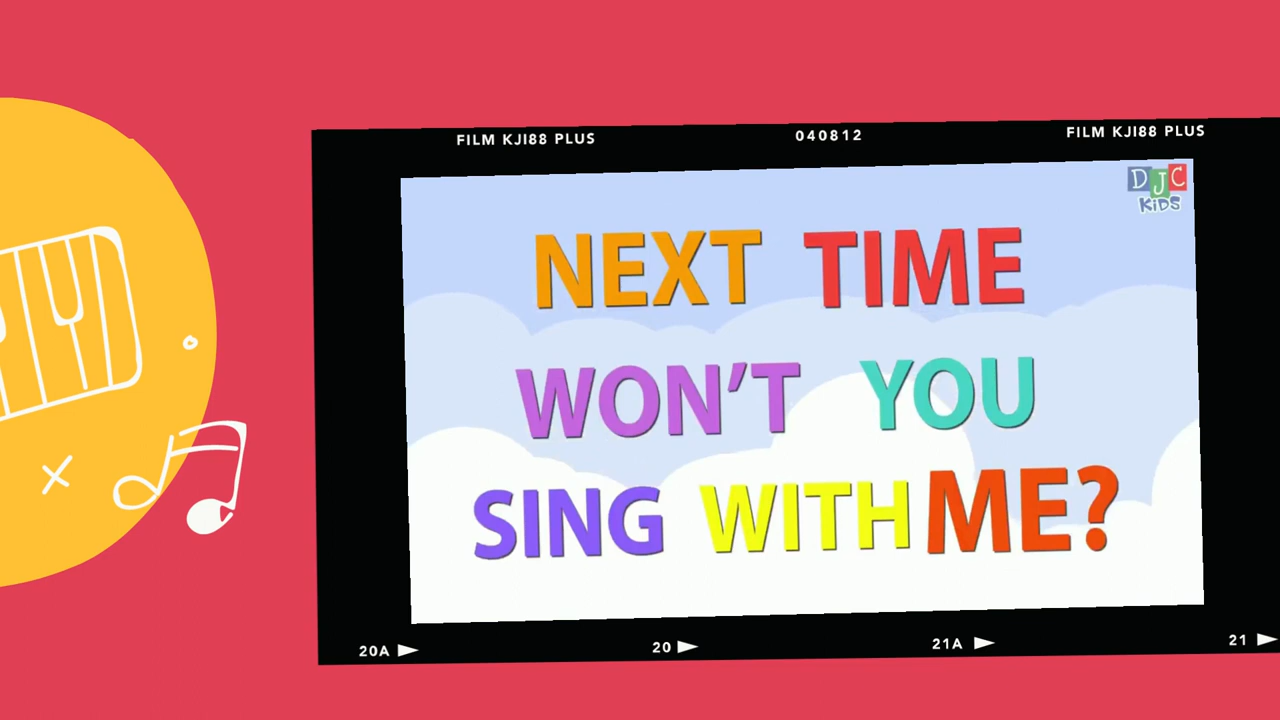 FILM KJI88 PLUS 040812 FILM KJI88 PLUS
DJC
KiDS
NEXT TIME
WON'T YOU
SING WITH ME?
20A 20 21A 21